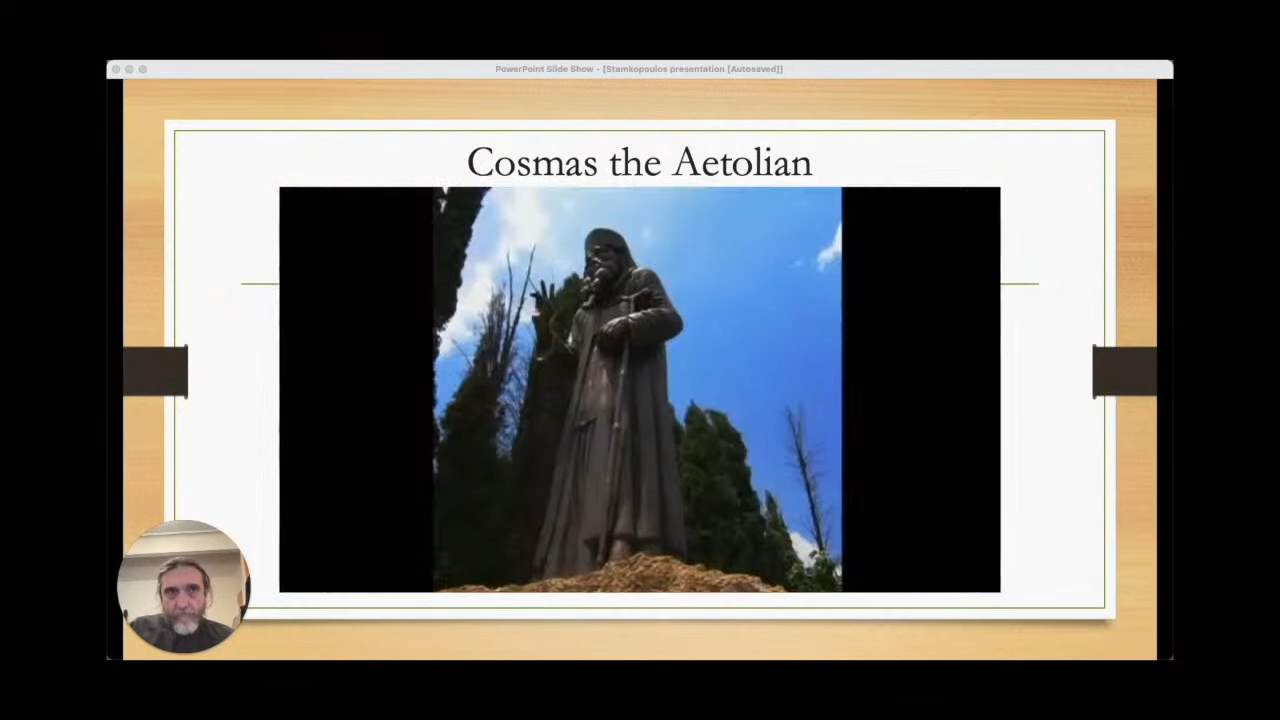 PowerPoint Slide Show - [Stamkopoulos presentation [Autosaved]]
Cosmas the Aetolian